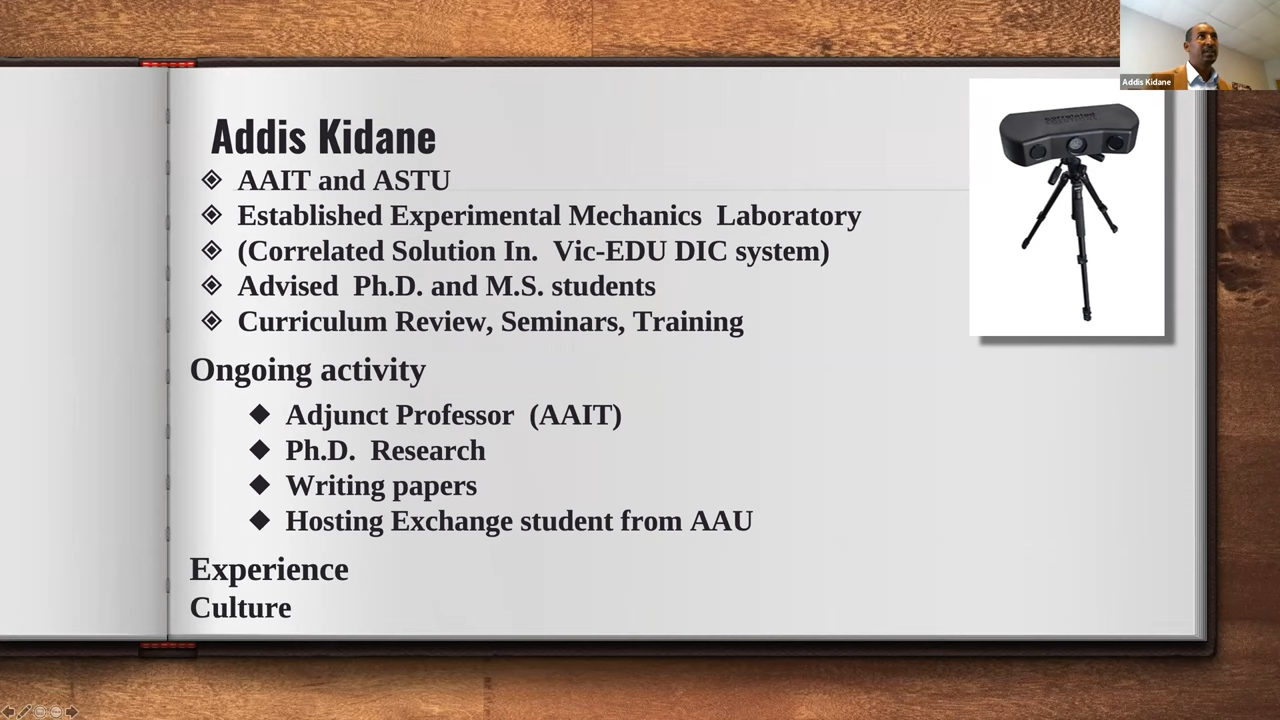 Addis Kidane
Addis Kidane
AAIT and ASTU
Established Experimental Mechanics Laboratory
(Correlated Solution In. Vic-EDU DIC system)
Advised Ph.D. and M.S. students
Curriculum Review, Seminars, Training
Ongoing activity
Adjunct Professor (AAIT)
Ph.D. Research
Writing papers
Hosting Exchange student from AAU
Experience
Culture